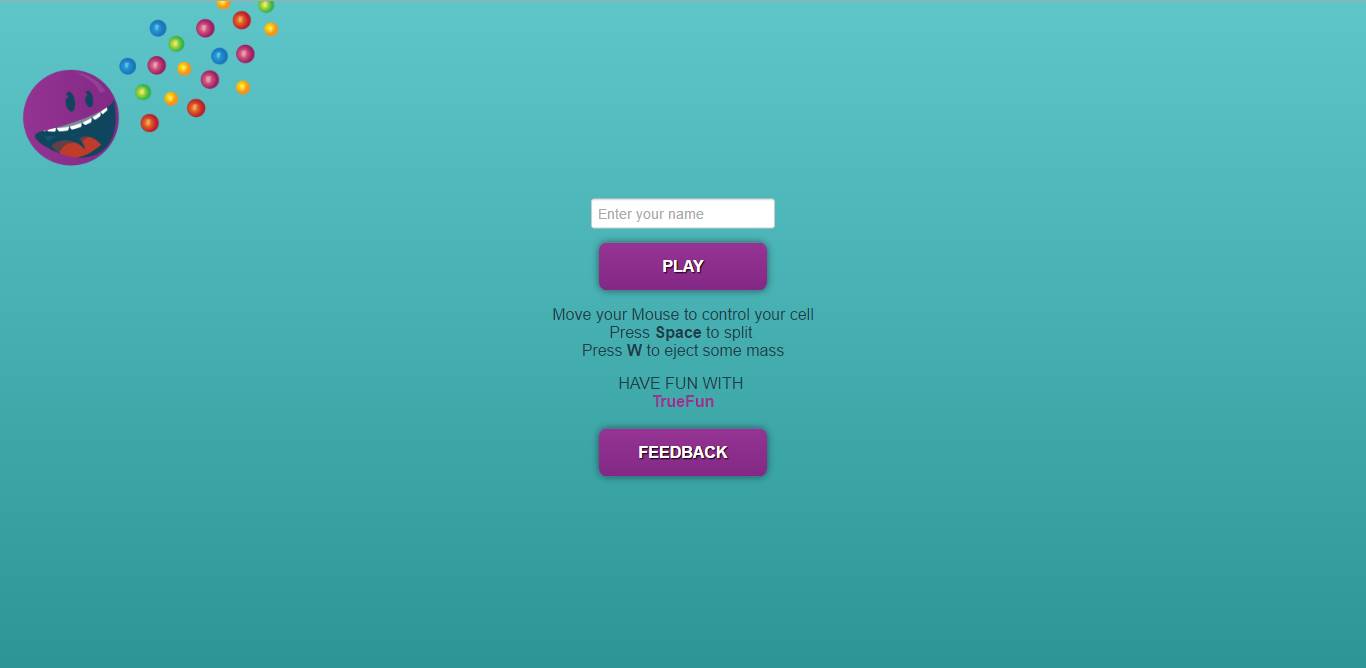 Enter your name
PLAY
Move your Mouse to control your cell
Press Space to split
Press W to eject some mass
HAVE FUN WITH
TrueFun
FEEDBACK